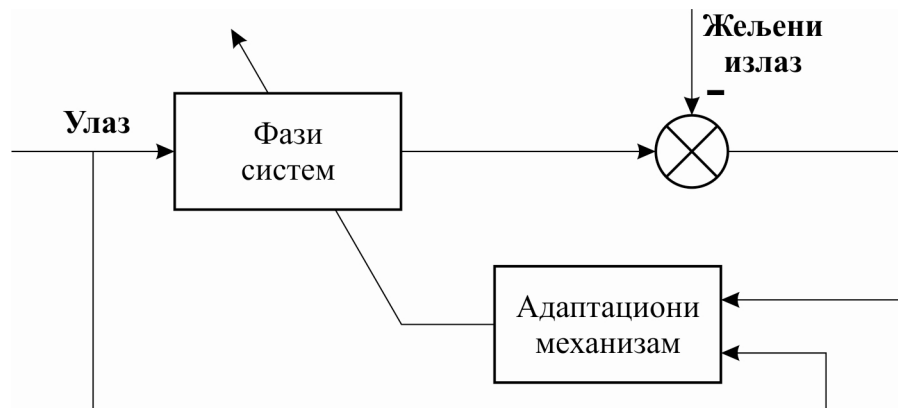 Жељени
излаз
-
Улаз
Фази
систем
Адаптациони
механизам